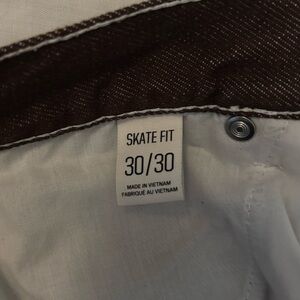 SKATE FIT
30/30
MADE IN VIETNAM
FABRIQUÉ AU VIETNAM